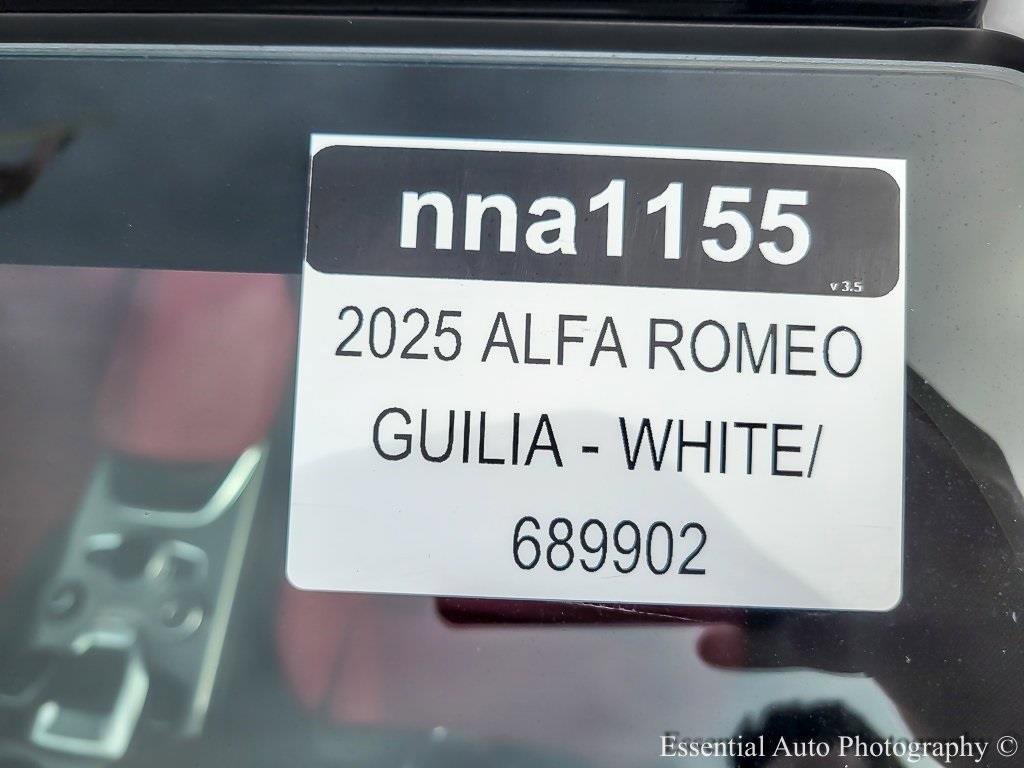 nna1155
v 3.5
2025 ALFA ROMEO
GUILIA - WHITE/
689902
Essential Auto Photography ©